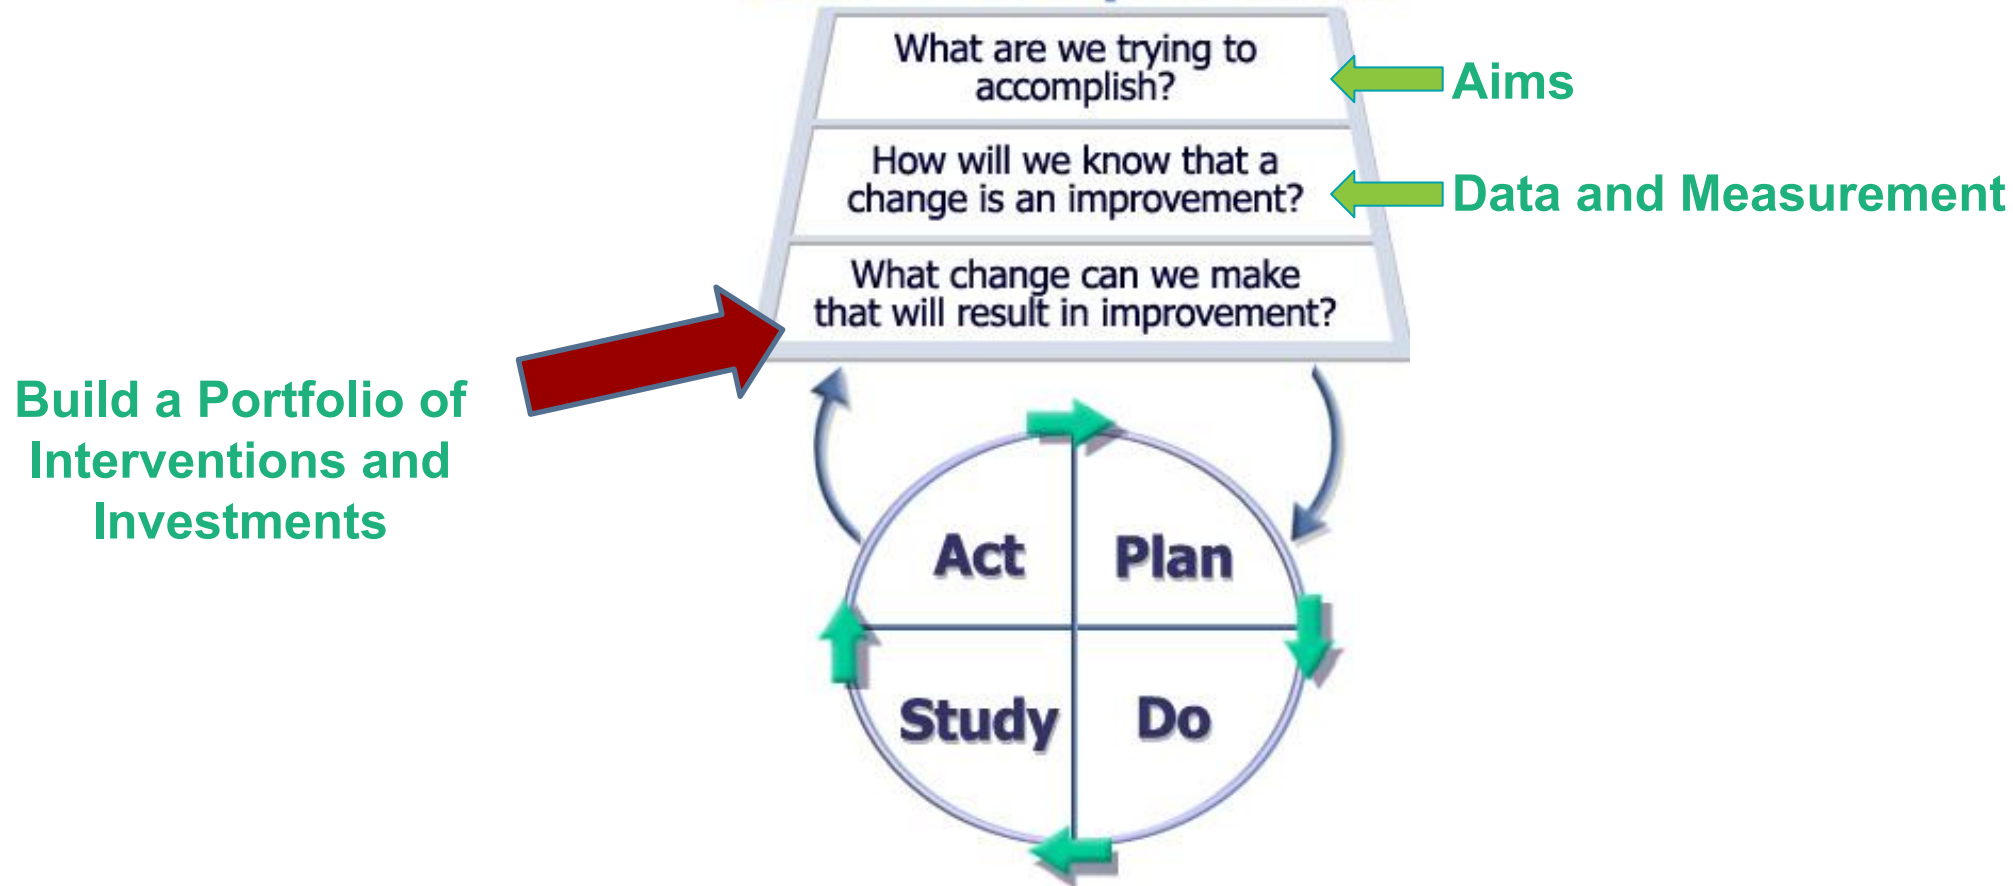 What are we trying to
accomplish?
Aims
How will we know that a
change is an improvement?
Data and Measurement
What change can we make
that will result in improvement?
Build a Portfolio of
Interventions and
Investments
Act
Plan
Study
Do